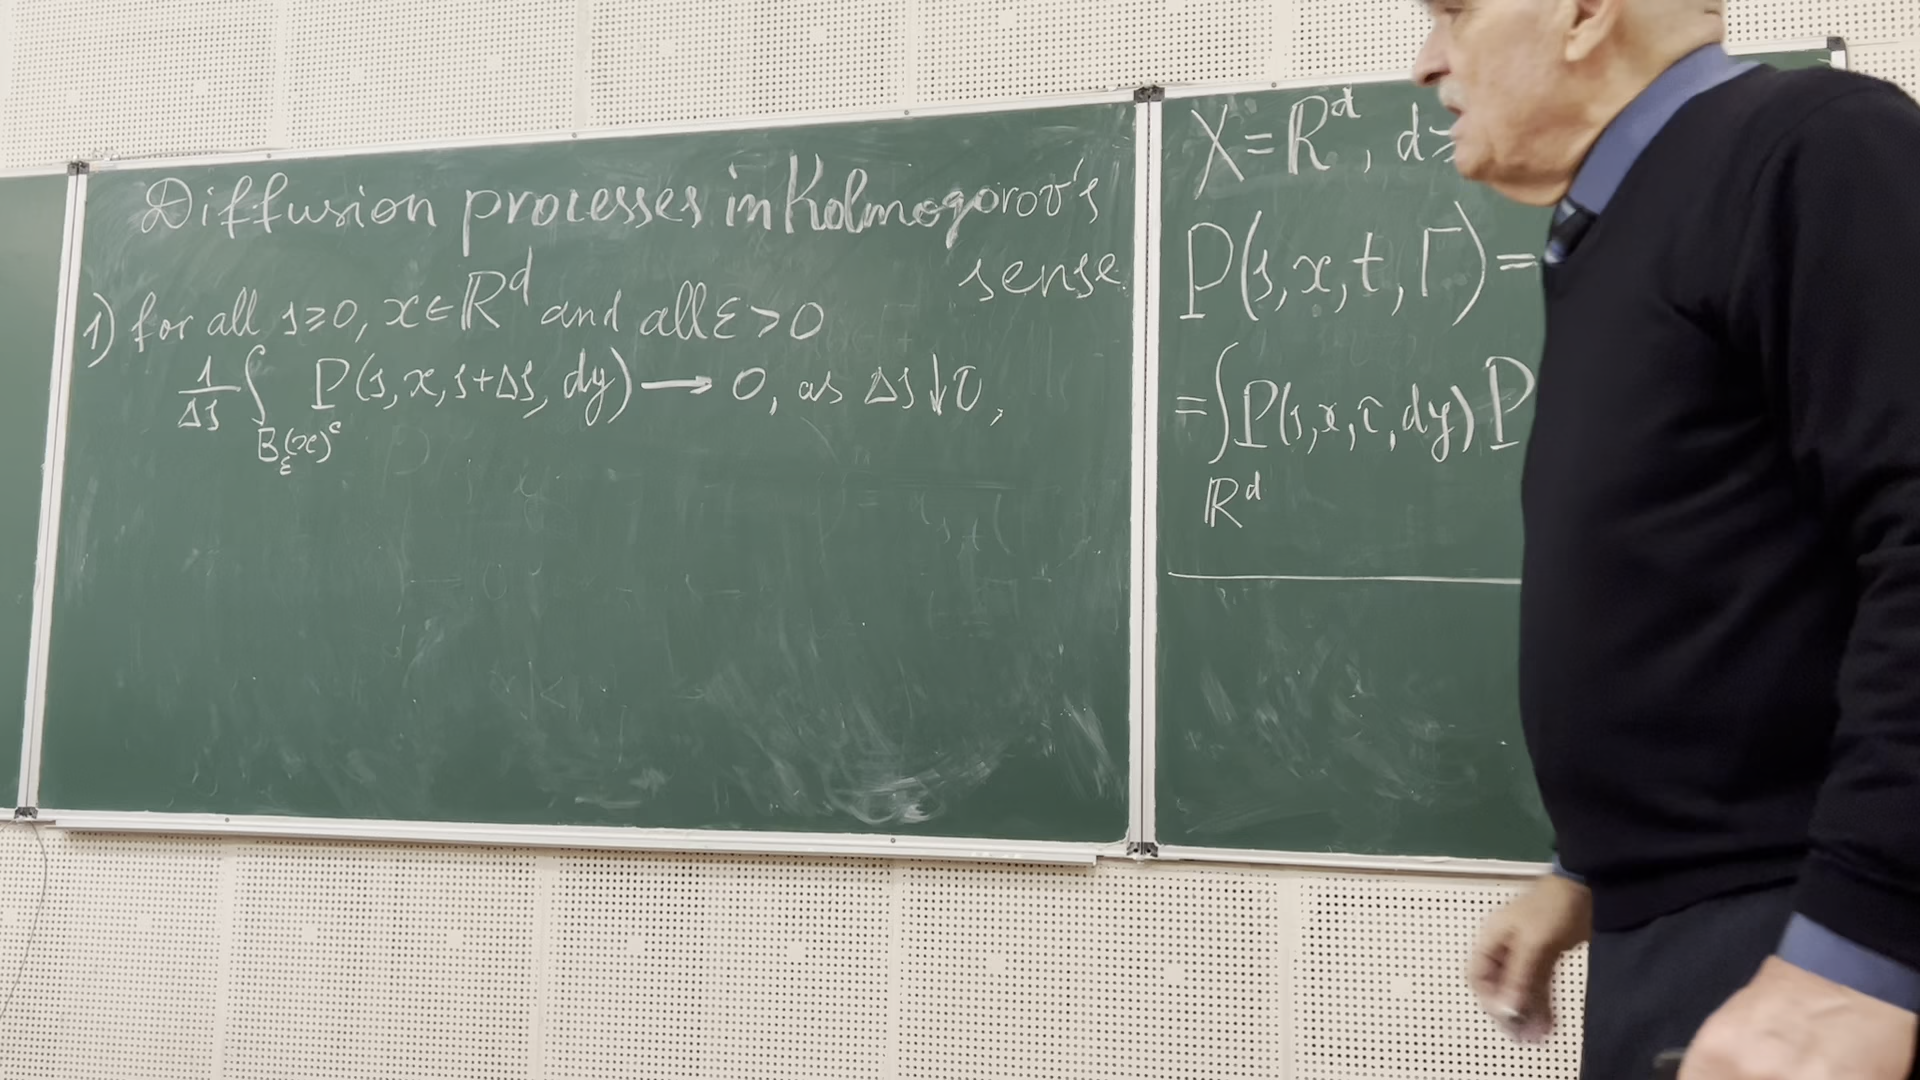 Diffusion processes in Kolmogorov's
sense
1) for all s ≥ 0, x ∈ ℝ^d and all ε > 0
1/Δs ∫_{B_ε(x)^c} P(s, x, s+Δs, dy) → 0, as Δs ↓ 0,
X = ℝ^d, d ≥
P(s, x, t, Γ) =
= ∫_{ℝ^d} P(s, x, τ, dy) P